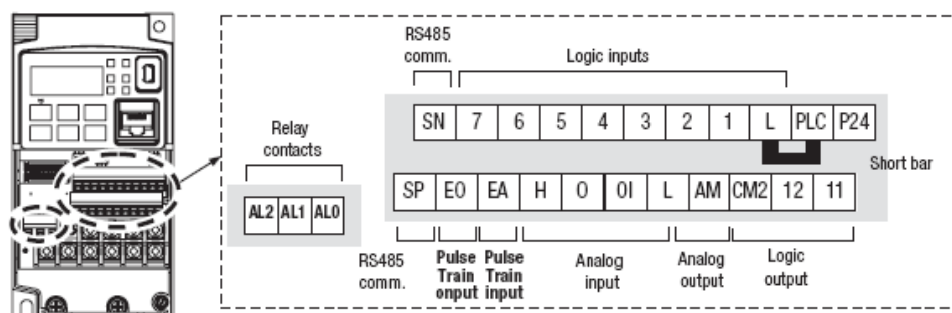 RS485
comm.
Logic inputs
SN 7 6 5 4 3 2 1 L PLC P24
Relay
contacts
Short bar
SP EO EA H O OI L AM CM2 12 11
AL2 AL1 AL0
RS485
comm.
Pulse
Train
onput
Pulse
Train
input
Analog
input
Analog
output
Logic
output